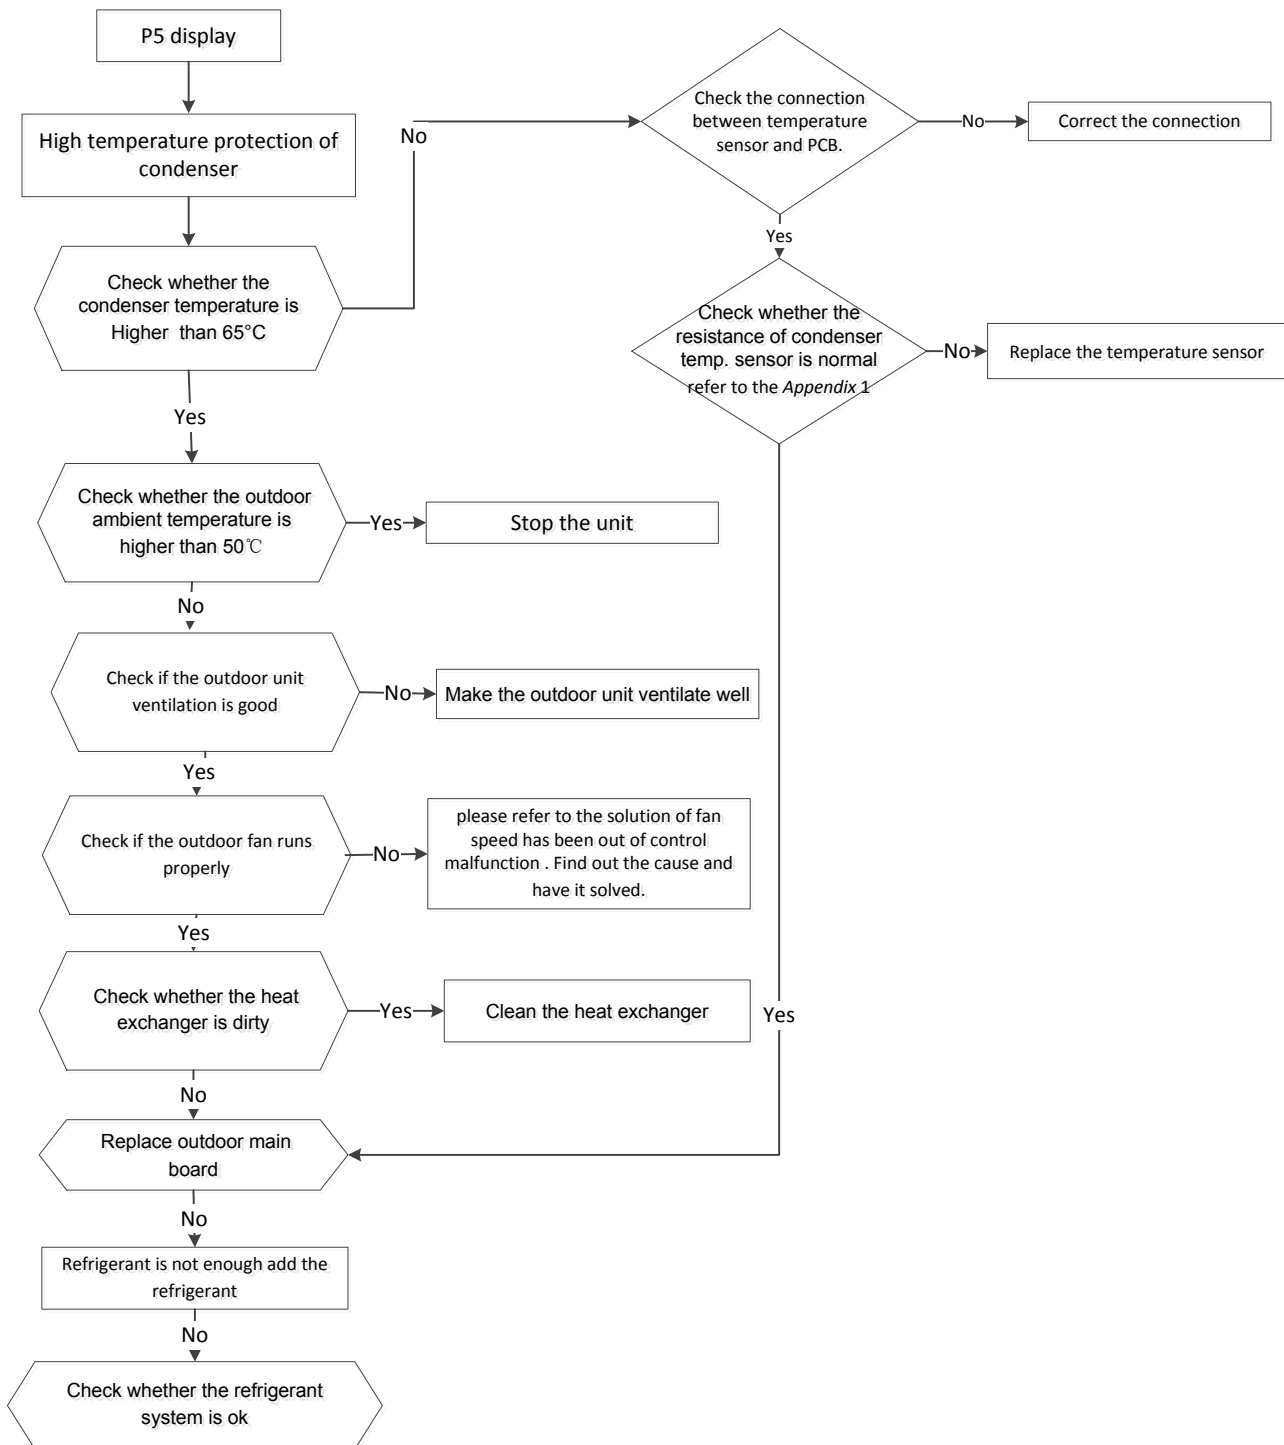 P5 display
High temperature protection of
condenser
Check whether the
condenser temperature is
Higher than 65°C
No
Check the connection
between temperature
sensor and PCB.
No
Correct the connection
Yes
Check whether the
resistance of condenser
temp. sensor is normal
refer to the Appendix 1
No
Replace the temperature sensor
Yes
Yes
Check whether the outdoor
ambient temperature is
higher than 50℃
Yes
Stop the unit
No
Check if the outdoor unit
ventilation is good
No
Make the outdoor unit ventilate well
Yes
Check if the outdoor fan runs
properly
No
please refer to the solution of fan
speed has been out of control
malfunction . Find out the cause and
have it solved.
Yes
Check whether the heat
exchanger is dirty
Yes
Clean the heat exchanger
No
Replace outdoor main
board
No
Refrigerant is not enough add the
refrigerant
No
Check whether the refrigerant
system is ok